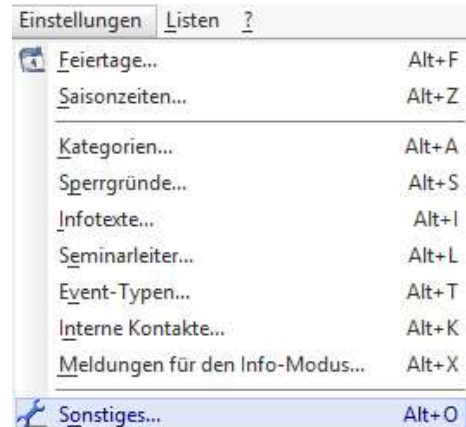 Einstellungen Listen ?
Feiertage... Alt+F
Saisonzeiten... Alt+Z
Kategorien... Alt+A
Sperrgründe... Alt+S
Infotexte... Alt+I
Seminarleiter... Alt+L
Event-Typen... Alt+T
Interne Kontakte... Alt+K
Meldungen für den Info-Modus... Alt+X
Sonstiges... Alt+O